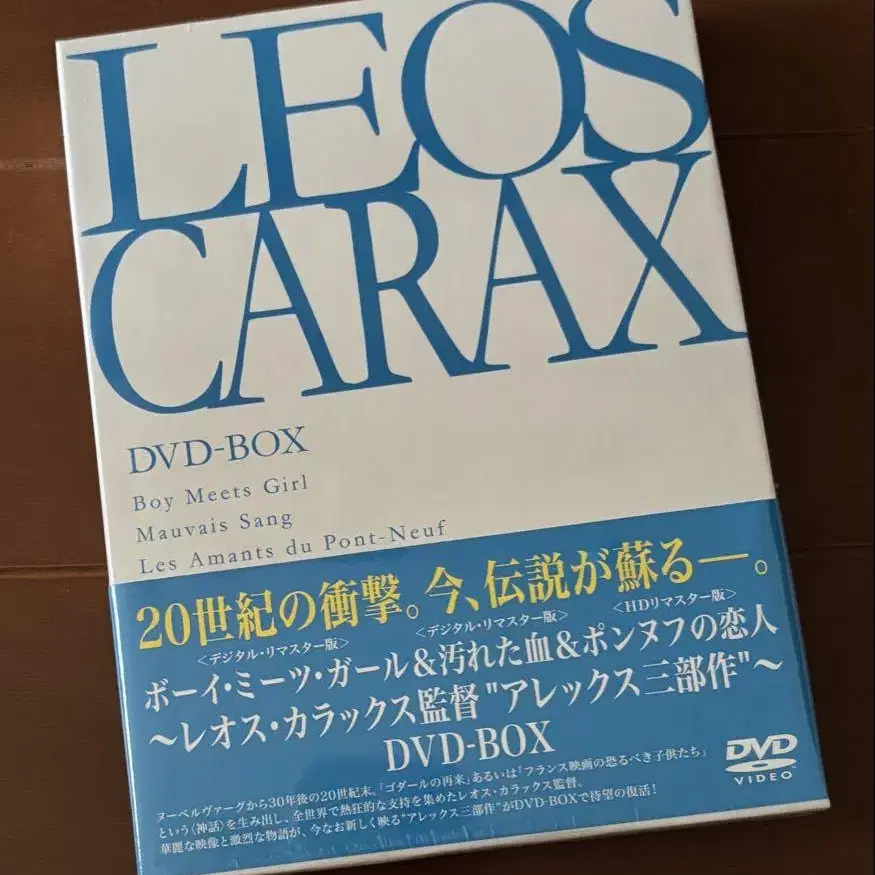 LEOS
CARAX
DVD-BOX
Boy Meets Girl
Mauvais Sang
Les Amants du Pont-Neuf
20世紀の衝撃。今、伝説が蘇る—。
<デジタル・リマスター版> <デジタル・リマスター版> <HDリマスター版>
ボーイ・ミーツ・ガール&汚れた血&ポンヌフの恋人
~レオス・カラックス監督"アレックス三部作"~
DVD-BOX
DVD
VIDEO
ヌーベルヴァーグから30年後の20世紀末。「ゴダールの再来」あるいは「フランス映画の恐るべき子供たち」
という〈神話〉を生み出し、全世界で熱狂的な支持を集めたレオス・カラックス監督。
華麗な映像と激烈な物語が、今なお新しく映る"アレックス三部作"がDVD-BOXで待望の復活!